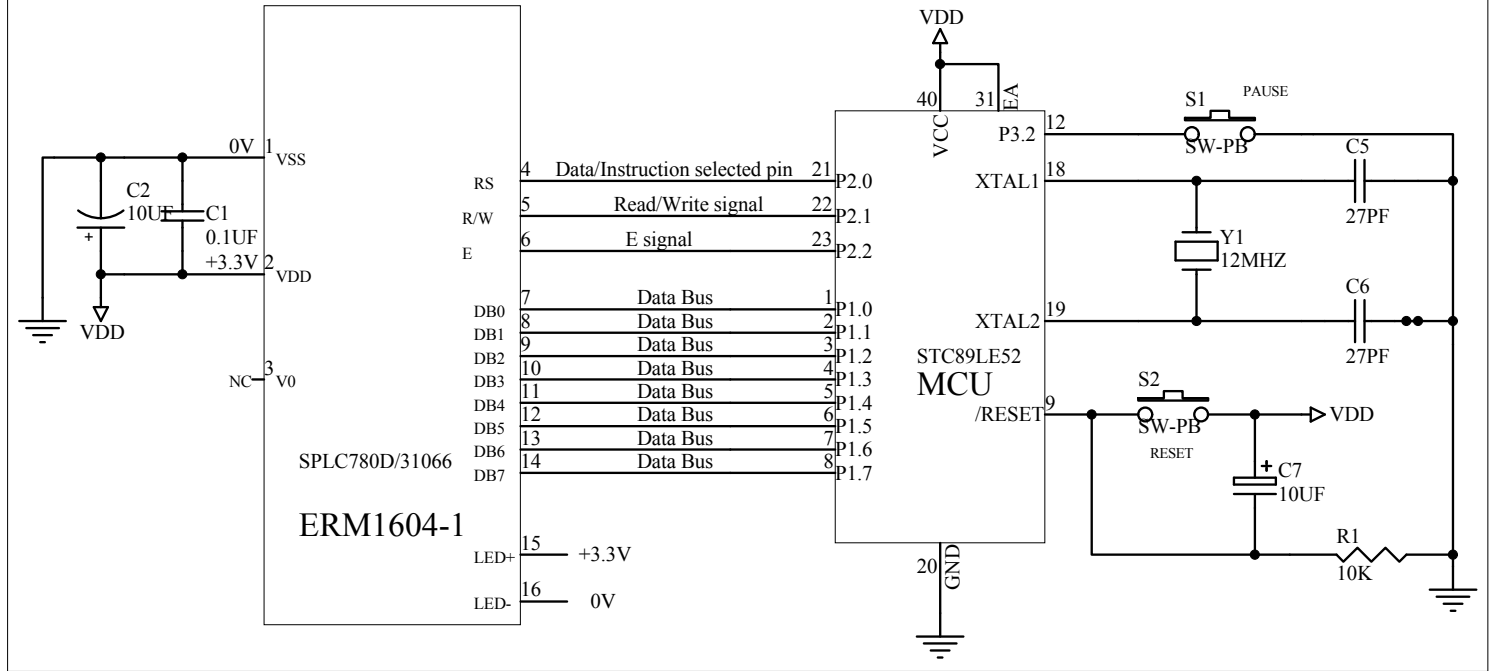 VDD
40
31
VCC
EA
S1
PAUSE
12
P3.2
SW-PB
0V
1
VSS
C2
10UF
C1
0.1UF
+
+3.3V
2
VDD
VDD
NC
3
V0
RS
4
Data/Instruction selected pin
21
P2.0
R/W
5
Read/Write signal
22
P2.1
E
6
E signal
23
P2.2
DB0
7
Data Bus
1
P1.0
DB1
8
Data Bus
2
P1.1
DB2
9
Data Bus
3
P1.2
DB3
10
Data Bus
4
P1.3
DB4
11
Data Bus
5
P1.4
DB5
12
Data Bus
6
P1.5
DB6
13
Data Bus
7
P1.6
DB7
14
Data Bus
8
P1.7
SPLC780D/31066
ERM1604-1
LED+
15
+3.3V
LED-
16
0V
XTAL1
18
C5
27PF
Y1
12MHZ
XTAL2
19
C6
27PF
STC89LE52
MCU
/RESET
9
S2
SW-PB
RESET
VDD
+
C7
10UF
R1
10K
20
GND